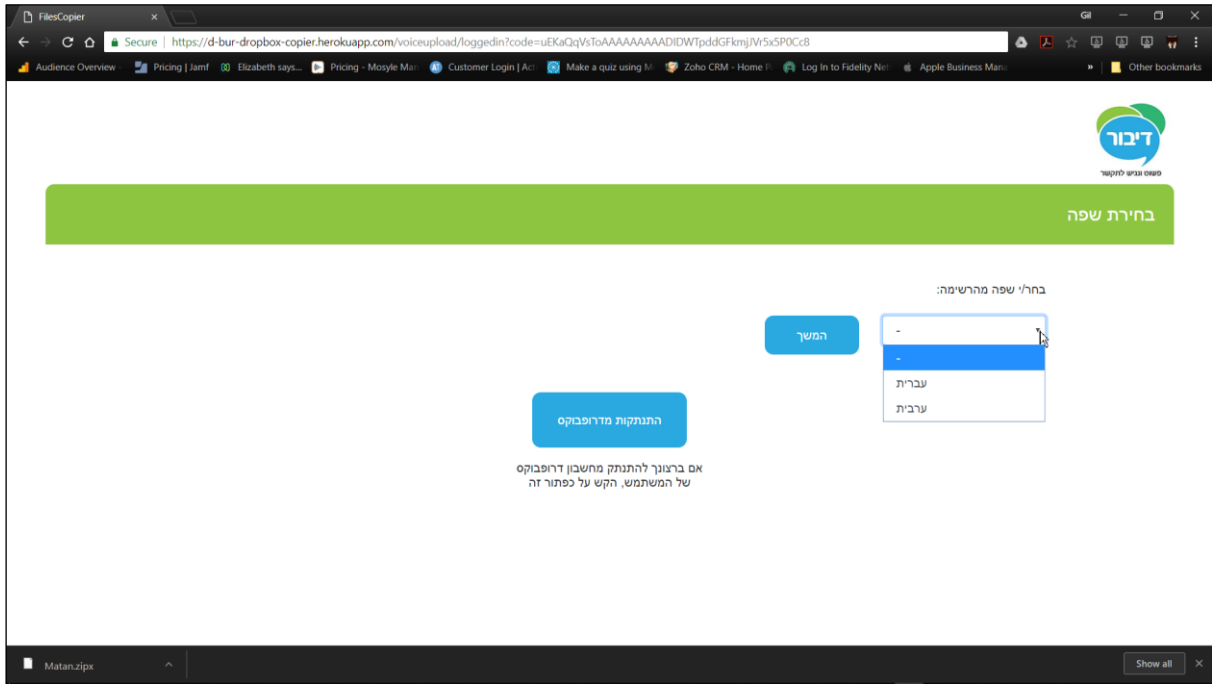 FilesCopier
Gil
Secure | https://d-bur-dropbox-copier.herokuapp.com/voiceupload/loggedin?code=uEKaQqVsToAAAAAAAADIDWTpddGFkmjJVr5x5P0Cc8
Audience Overview - Pricing | Jamf Elizabeth says... Pricing - Mosyle Man Customer Login | Act Make a quiz using M Zoho CRM - Home P Log In to Fidelity Net Apple Business Mana » Other bookmarks
דיבור
פשוט ונגיש לתקשר
בחירת שפה
בחר/י שפה מהרשימה:
-
המשך
-
עברית
ערבית
התנתקות מדרופבוקס
אם ברצונך להתנתק מחשבון דרופבוקס
של המשתמש, הקש על כפתור זה
Matan.zipx
Show all